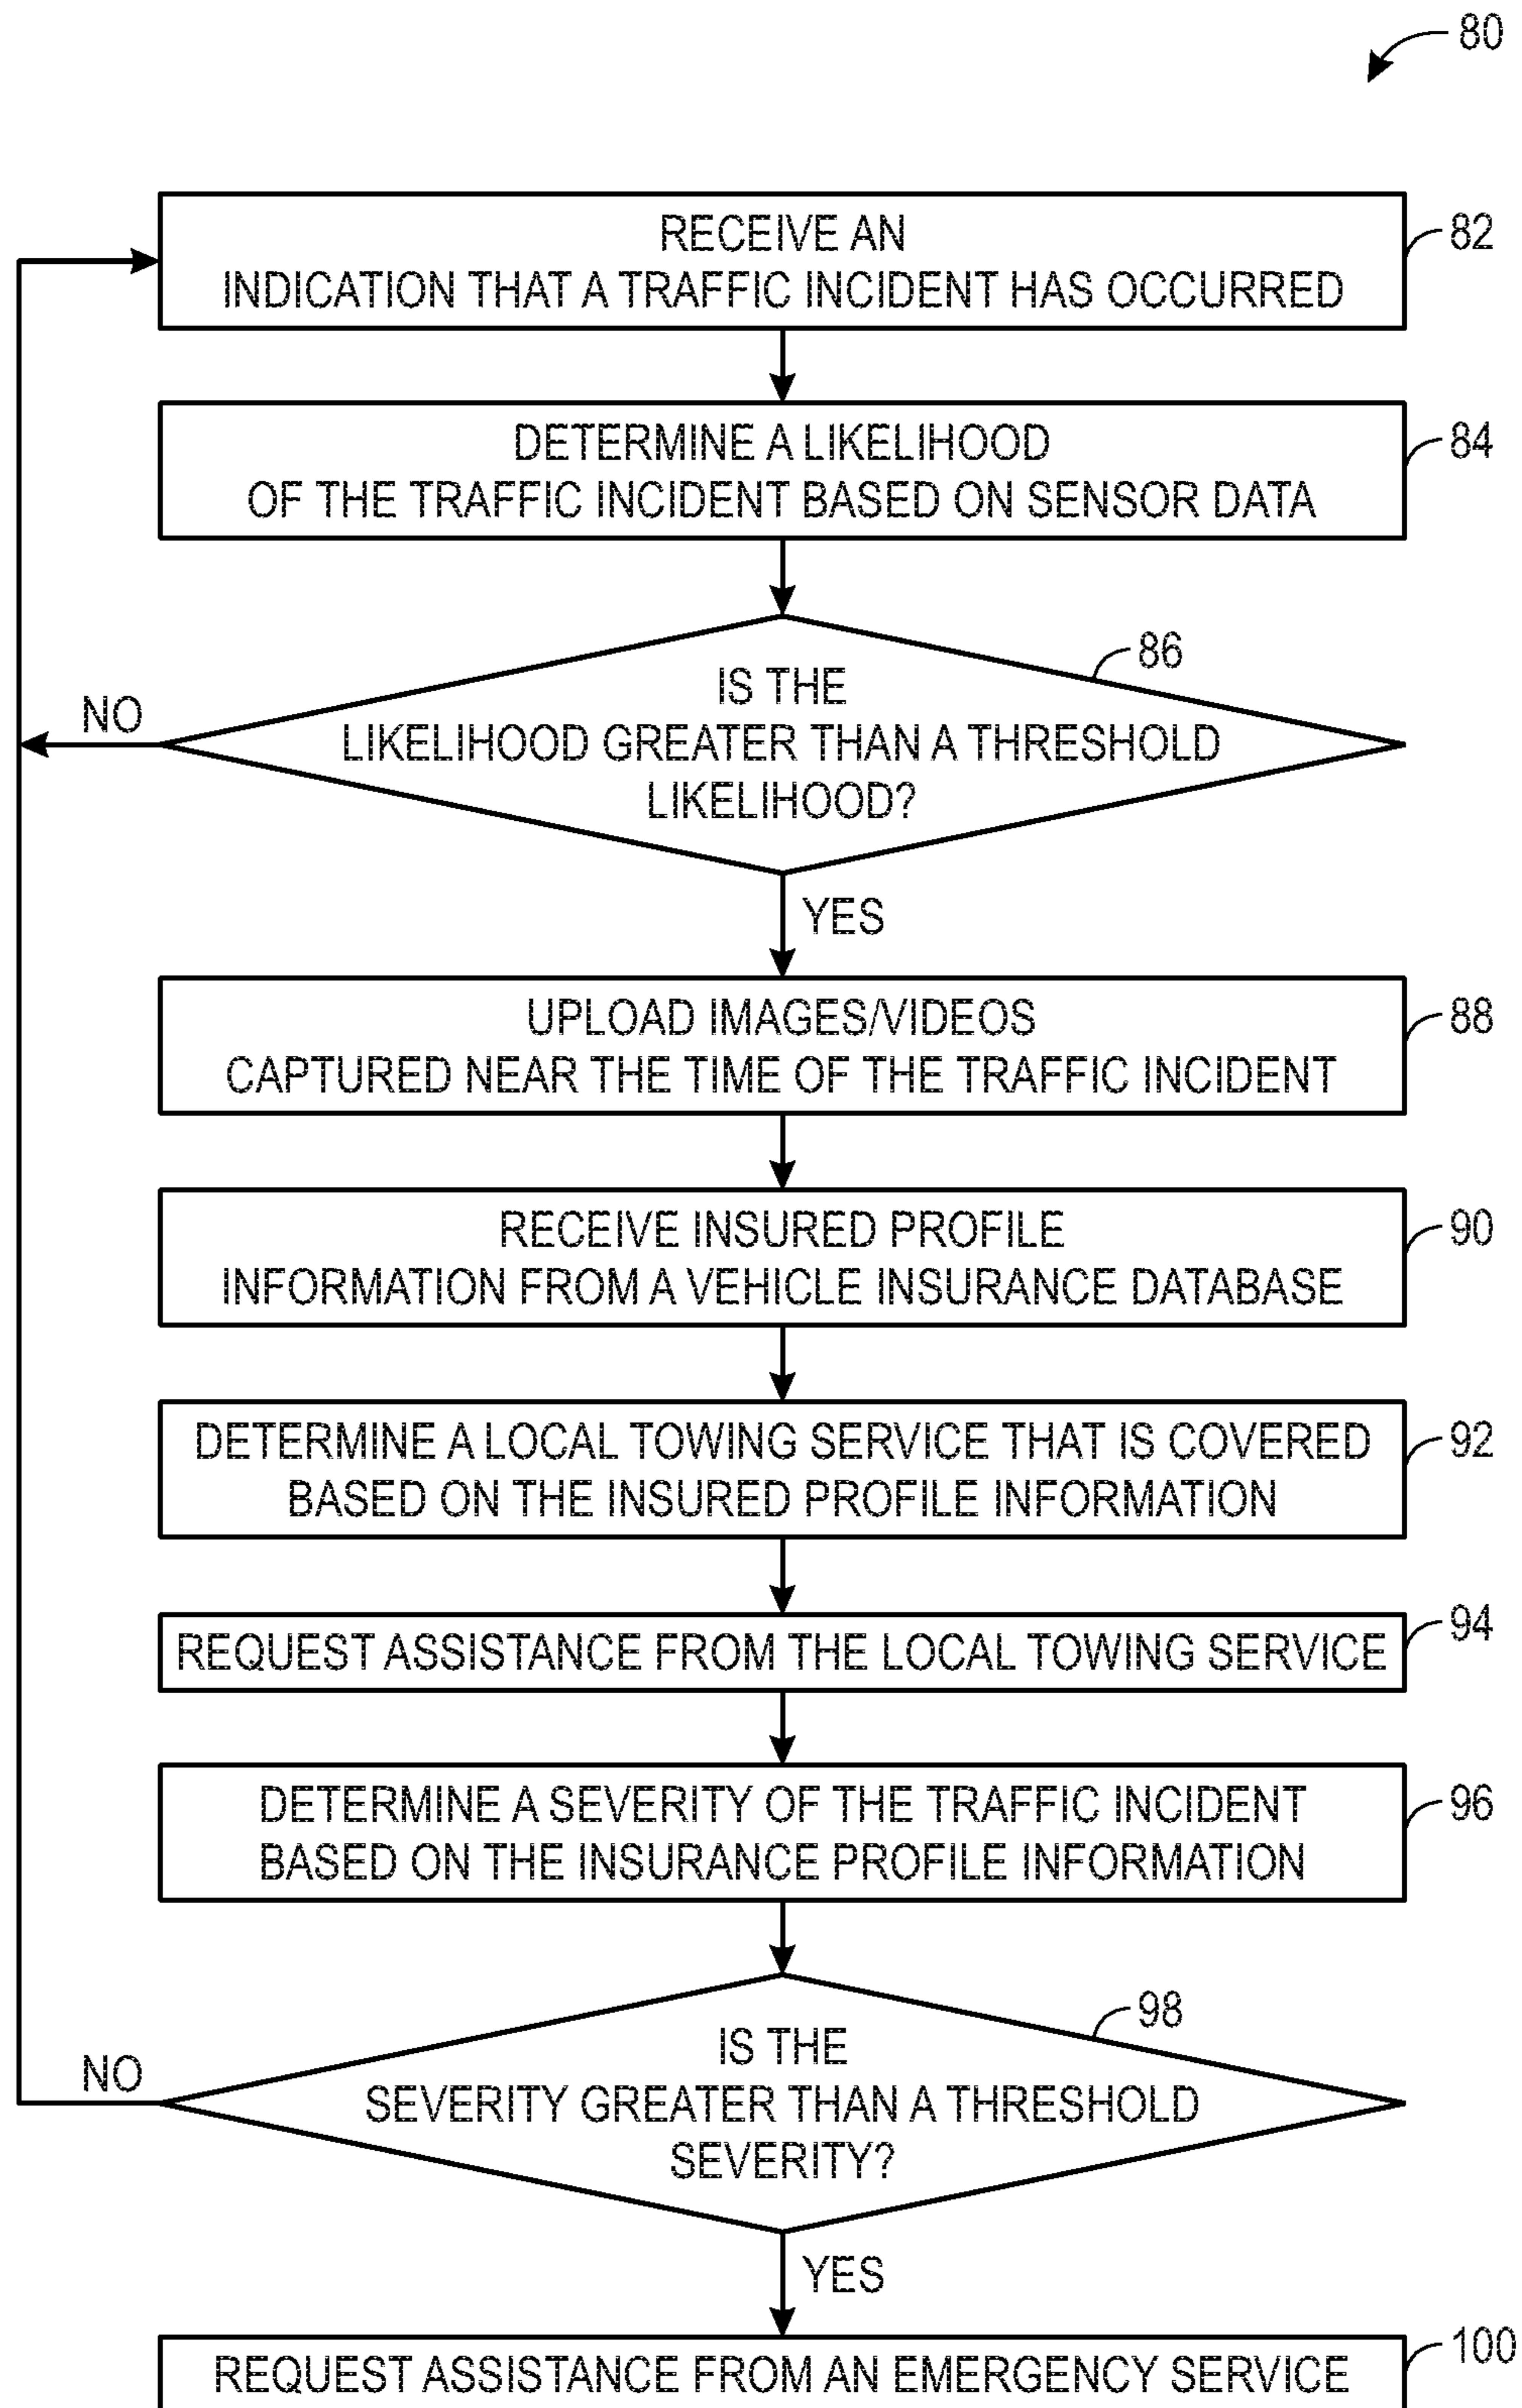 80
RECEIVE AN
INDICATION THAT A TRAFFIC INCIDENT HAS OCCURRED
82
DETERMINE A LIKELIHOOD
OF THE TRAFFIC INCIDENT BASED ON SENSOR DATA
84
86
IS THE
LIKELIHOOD GREATER THAN A THRESHOLD
LIKELIHOOD?
NO
YES
UPLOAD IMAGES/VIDEOS
CAPTURED NEAR THE TIME OF THE TRAFFIC INCIDENT
88
RECEIVE INSURED PROFILE
INFORMATION FROM A VEHICLE INSURANCE DATABASE
90
DETERMINE A LOCAL TOWING SERVICE THAT IS COVERED
BASED ON THE INSURED PROFILE INFORMATION
92
REQUEST ASSISTANCE FROM THE LOCAL TOWING SERVICE
94
DETERMINE A SEVERITY OF THE TRAFFIC INCIDENT
BASED ON THE INSURANCE PROFILE INFORMATION
96
98
IS THE
SEVERITY GREATER THAN A THRESHOLD
SEVERITY?
NO
YES
REQUEST ASSISTANCE FROM AN EMERGENCY SERVICE
100